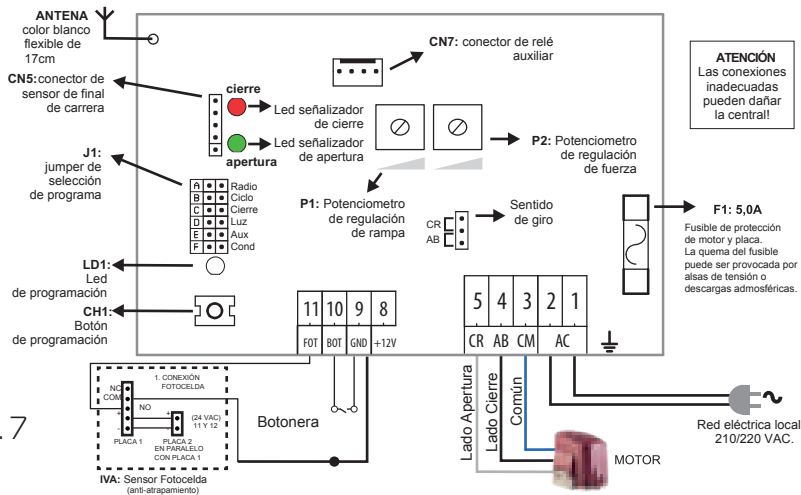 ANTENA
color blanco
flexible de
17cm
CN5:conector de
sensor de final
de carrera
J1:
jumper de
selección
de programa
LD1:
Led
de programación
CH1:
Botón
de programación
cierre
Led señalizador
de cierre
Led señalizador
de apertura
apertura
A Radio
B Ciclo
C Cierre
D Luz
E Aux
F Cond
CN7: conector de relé
auxiliar
P2: Potenciometro
de regulación
de fuerza
P1: Potenciometro
de regulación
de rampa
CR
AB
Sentido
de giro
ATENCIÓN
Las conexiones
inadecuadas
pueden dañar
la central!
F1: 5,0A
Fusible de protección
de motor y placa.
La quema del fusible
puede ser provocada por
alsas de tensión o
descargas admosféricas.
11 10 9 8
FOT BOT GND +12V
5 4 3 2 1
CR AB CM AC
Lado Apertura
Lado Cierre
Común
Botonera
MOTOR
Red eléctrica local
210/220 VAC.
1. CONEXIÓN
FOTOCELDA
NC
COM
NO
+
-
+
-
(24 VAC)
11 Y 12
PLACA 1
PLACA 2
EN PARALELO
CON PLACA 1
IVA: Sensor Fotocelda
(anti-atrapamiento)
.7